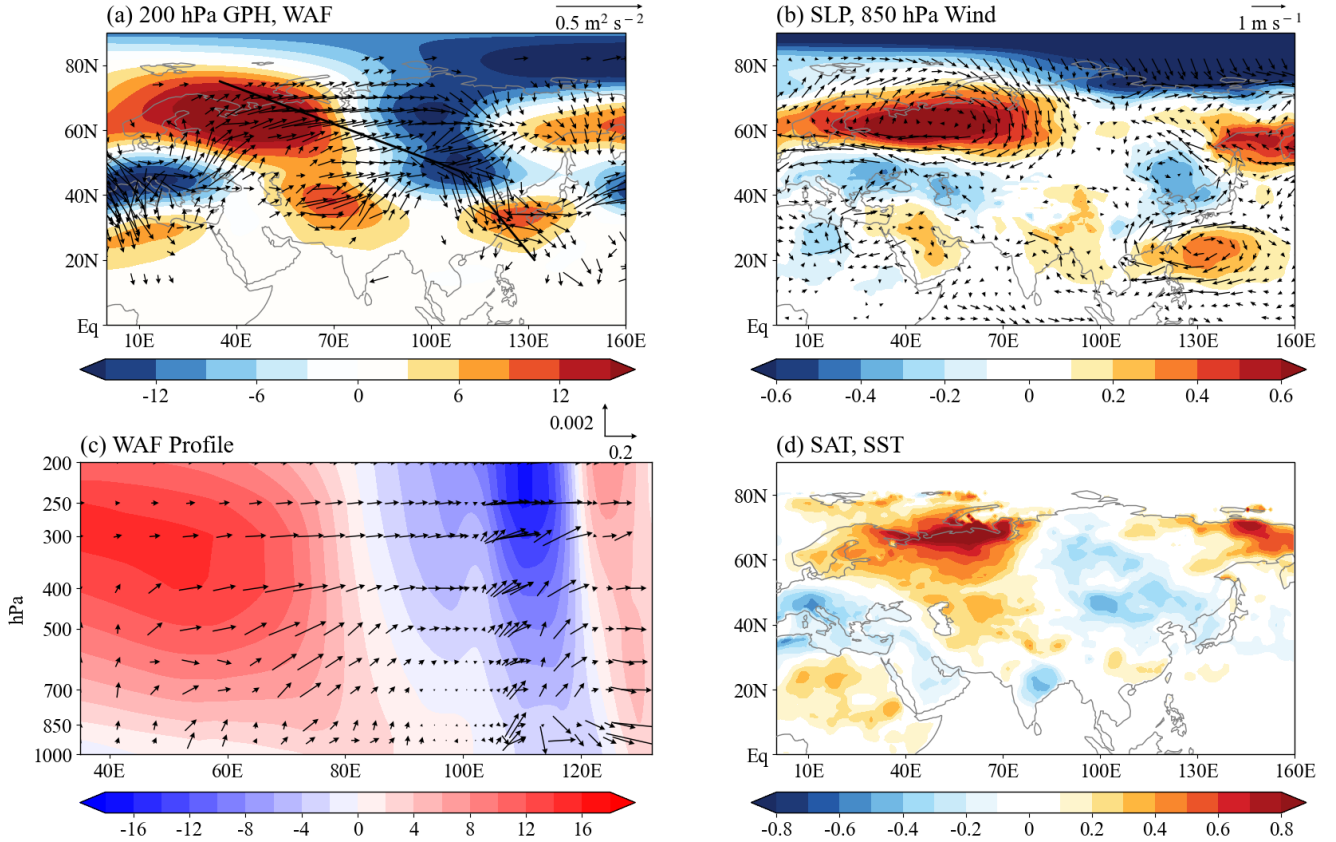 (a) 200 hPa GPH, WAF
0.5 m² s⁻²
80N
60N
40N
20N
Eq
10E 40E 70E 100E 130E 160E
-12 -6 0 6 12
(b) SLP, 850 hPa Wind
1 m s⁻¹
80N
60N
40N
20N
Eq
10E 40E 70E 100E 130E 160E
-0.6 -0.4 -0.2 0 0.2 0.4 0.6
(c) WAF Profile
0.002
0.2
hPa
200
250
300
400
500
700
850
1000
40E 60E 80E 100E 120E
-16 -12 -8 -4 0 4 8 12 16
(d) SAT, SST
80N
60N
40N
20N
Eq
10E 40E 70E 100E 130E 160E
-0.8 -0.6 -0.4 -0.2 0 0.2 0.4 0.6 0.8